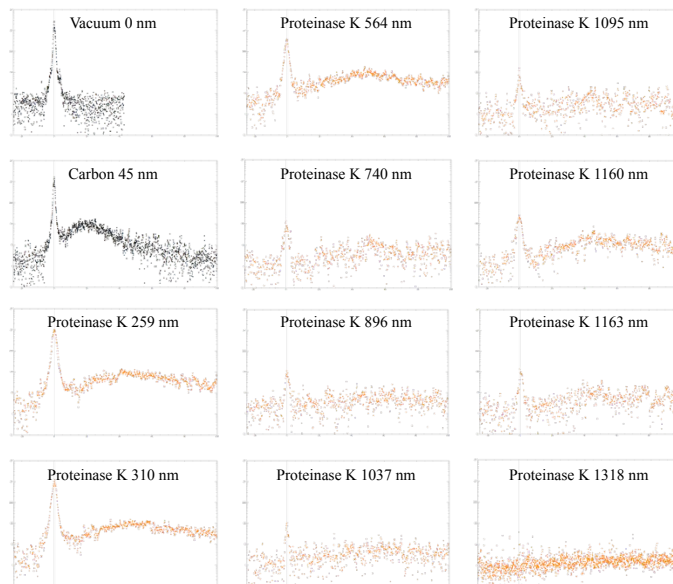 Vacuum 0 nm
Carbon 45 nm
Proteinase K 259 nm
Proteinase K 310 nm
Proteinase K 564 nm
Proteinase K 740 nm
Proteinase K 896 nm
Proteinase K 1037 nm
Proteinase K 1095 nm
Proteinase K 1160 nm
Proteinase K 1163 nm
Proteinase K 1318 nm